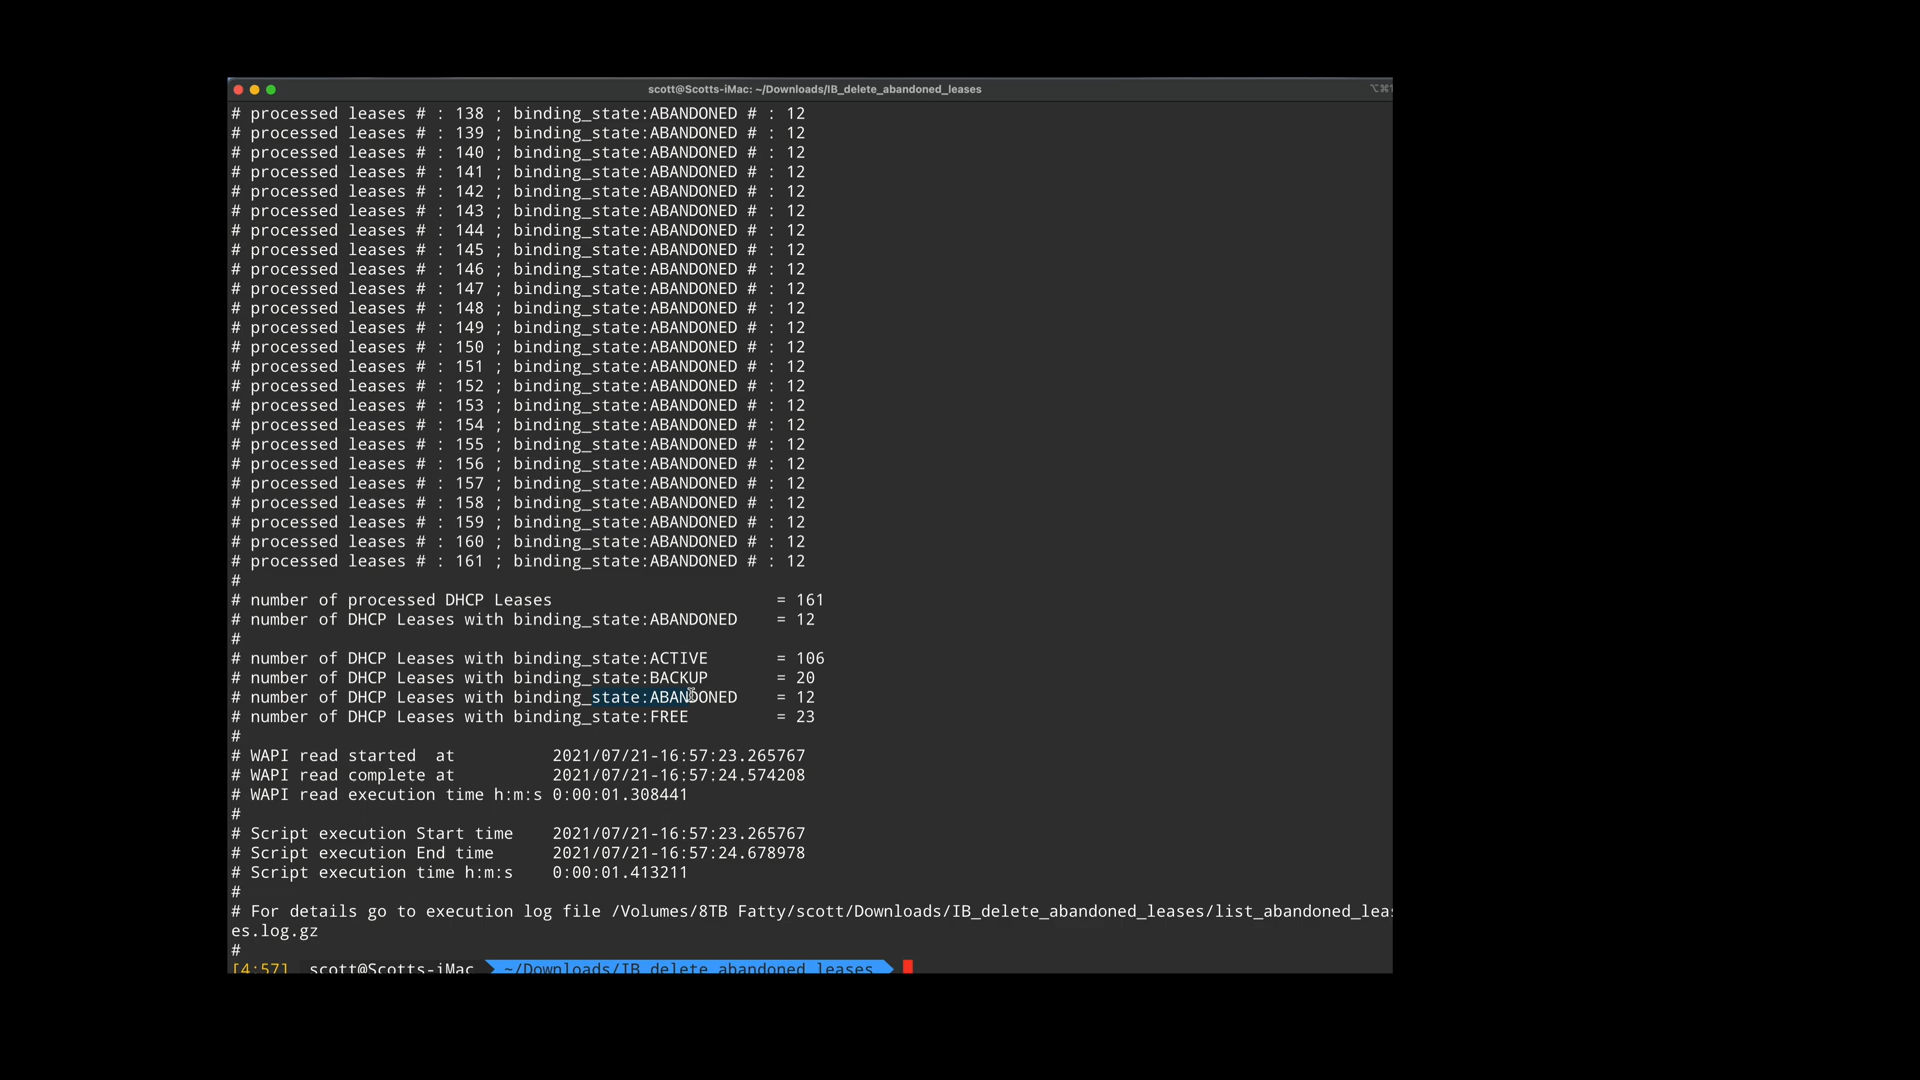 scott@Scotts-iMac: ~/Downloads/IB_delete_abandoned_leases
# processed leases # : 138 ; binding_state:ABANDONED # : 12
# processed leases # : 139 ; binding_state:ABANDONED # : 12
# processed leases # : 140 ; binding_state:ABANDONED # : 12
# processed leases # : 141 ; binding_state:ABANDONED # : 12
# processed leases # : 142 ; binding_state:ABANDONED # : 12
# processed leases # : 143 ; binding_state:ABANDONED # : 12
# processed leases # : 144 ; binding_state:ABANDONED # : 12
# processed leases # : 145 ; binding_state:ABANDONED # : 12
# processed leases # : 146 ; binding_state:ABANDONED # : 12
# processed leases # : 147 ; binding_state:ABANDONED # : 12
# processed leases # : 148 ; binding_state:ABANDONED # : 12
# processed leases # : 149 ; binding_state:ABANDONED # : 12
# processed leases # : 150 ; binding_state:ABANDONED # : 12
# processed leases # : 151 ; binding_state:ABANDONED # : 12
# processed leases # : 152 ; binding_state:ABANDONED # : 12
# processed leases # : 153 ; binding_state:ABANDONED # : 12
# processed leases # : 154 ; binding_state:ABANDONED # : 12
# processed leases # : 155 ; binding_state:ABANDONED # : 12
# processed leases # : 156 ; binding_state:ABANDONED # : 12
# processed leases # : 157 ; binding_state:ABANDONED # : 12
# processed leases # : 158 ; binding_state:ABANDONED # : 12
# processed leases # : 159 ; binding_state:ABANDONED # : 12
# processed leases # : 160 ; binding_state:ABANDONED # : 12
# processed leases # : 161 ; binding_state:ABANDONED # : 12
#
# number of processed DHCP Leases = 161
# number of DHCP Leases with binding_state:ABANDONED = 12
#
# number of DHCP Leases with binding_state:ACTIVE = 106
# number of DHCP Leases with binding_state:BACKUP = 20
# number of DHCP Leases with binding_state:ABANDONED = 12
# number of DHCP Leases with binding_state:FREE = 23
#
# WAPI read started at 2021/07/21-16:57:23.265767
# WAPI read complete at 2021/07/21-16:57:24.574208
# WAPI read execution time h:m:s 0:00:01.308441
#
# Script execution Start time 2021/07/21-16:57:23.265767
# Script execution End time 2021/07/21-16:57:24.678978
# Script execution time h:m:s 0:00:01.413211
#
# For details go to execution log file /Volumes/8TB Fatty/scott/Downloads/IB_delete_abandoned_leases/list_abandoned_leas
es.log.gz
#
[4:57] scott@Scotts-iMac ~/Downloads/IB_delete_abandoned_leases